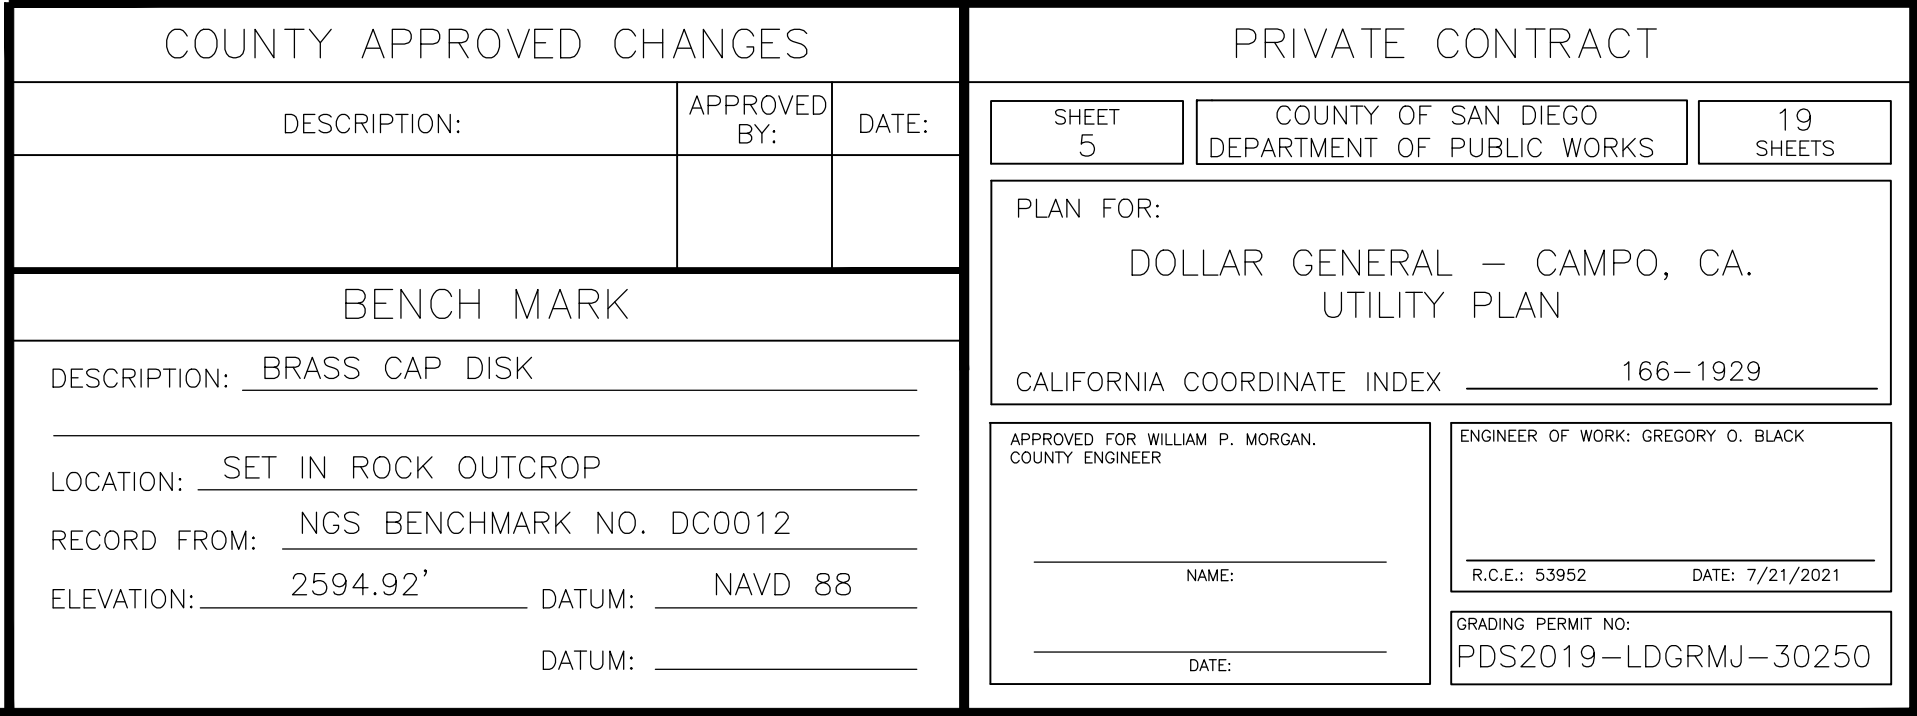 COUNTY APPROVED CHANGES
DESCRIPTION:
APPROVED
BY:
DATE:
BENCH MARK
DESCRIPTION: BRASS CAP DISK
LOCATION: SET IN ROCK OUTCROP
RECORD FROM: NGS BENCHMARK NO. DC0012
ELEVATION: 2594.92' DATUM: NAVD 88
DATUM:
PRIVATE CONTRACT
SHEET
5
COUNTY OF SAN DIEGO
DEPARTMENT OF PUBLIC WORKS
19
SHEETS
PLAN FOR:
DOLLAR GENERAL – CAMPO, CA.
UTILITY PLAN
CALIFORNIA COORDINATE INDEX 166–1929
APPROVED FOR WILLIAM P. MORGAN.
COUNTY ENGINEER
NAME:
DATE:
ENGINEER OF WORK: GREGORY O. BLACK
R.C.E.: 53952 DATE: 7/21/2021
GRADING PERMIT NO:
PDS2019–LDGRMJ–30250